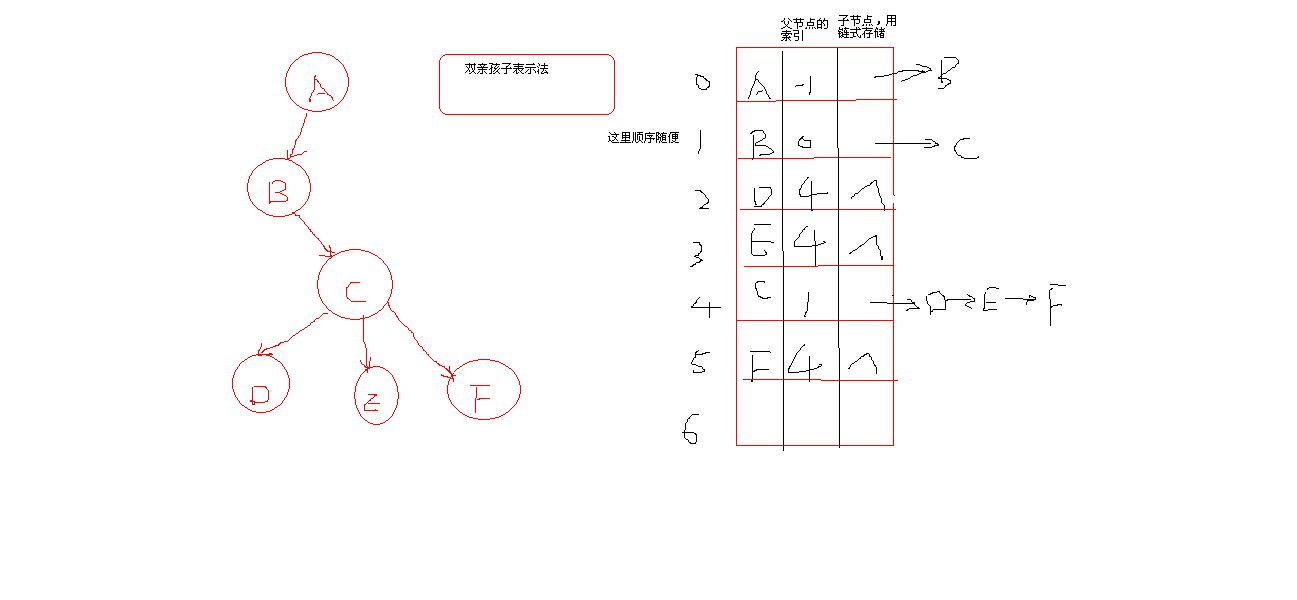 父节点的
索引
子节点，用
链式存储
双亲孩子表示法
这里顺序随便
A
B
C
D
E
F
0 A -1 B
1 B 0 C
2 D 4 ^
3 E 4 ^
4 C 1 D E F
5 F 4 ^
6